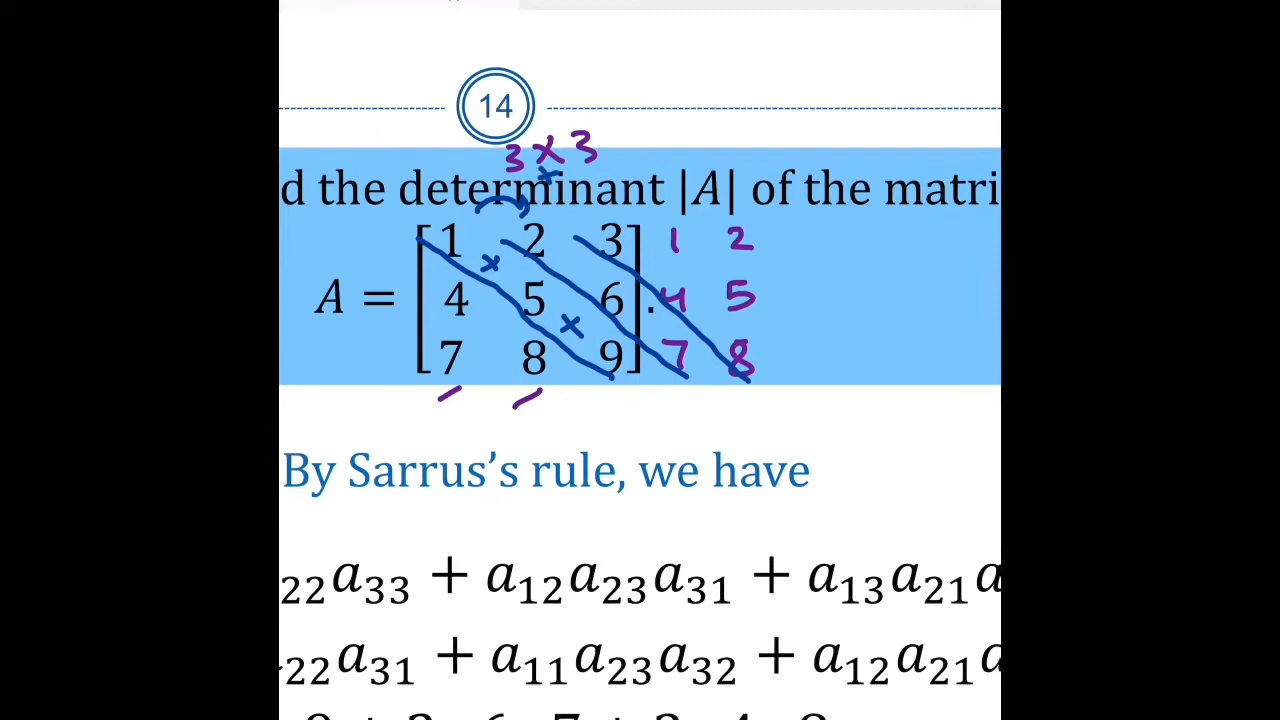 14
3 × 3
d the determinant |A| of the matri
A = [1 2 3; 4 5 6; 7 8 9]. 1 2 4 5 7 8
By Sarrus's rule, we have
₂₂a₃₃ + a₁₂a₂₃a₃₁ + a₁₃a₂₁a
₂₂a₃₁ + a₁₁a₂₃a₃₂ + a₁₂a₂₁a